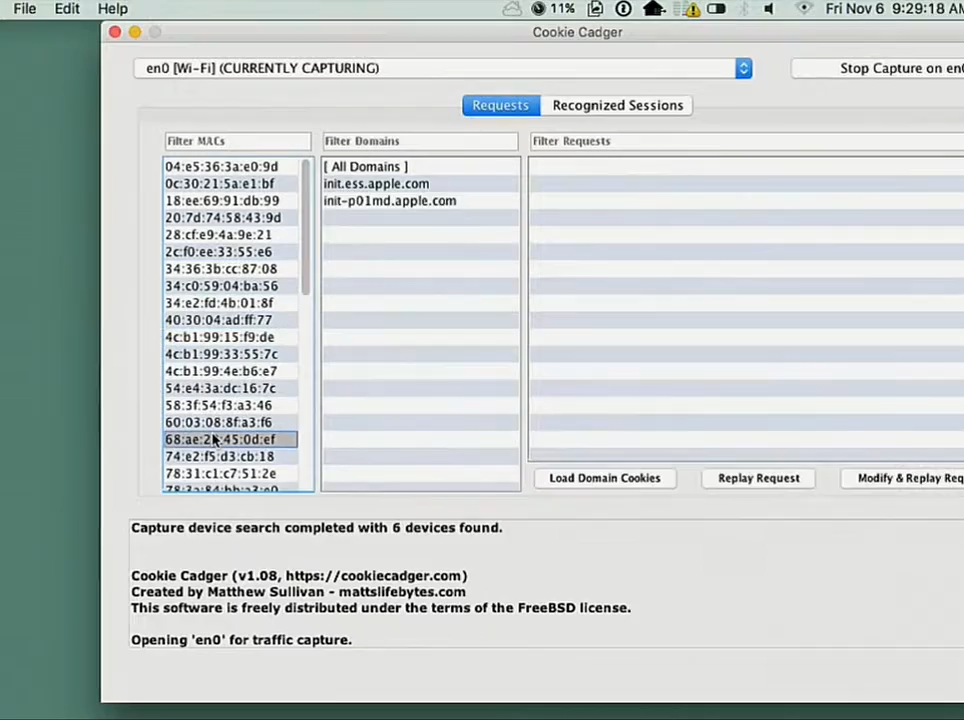 File Edit Help 11% Fri Nov 6 9:29:18 AM
Cookie Cadger
en0 [Wi-Fi] (CURRENTLY CAPTURING) Stop Capture on en0
Requests Recognized Sessions
Filter MACs Filter Domains Filter Requests
04:e5:36:3a:e0:9d [ All Domains ]
0c:30:21:5a:e1:bf init.ess.apple.com
18:ee:69:91:db:99 init-p01md.apple.com
20:7d:74:58:43:9d
28:cf:e9:4a:9e:21
2c:f0:ee:33:55:e6
34:36:3b:cc:87:08
34:c0:59:04:ba:56
34:e2:fd:4b:01:8f
40:30:04:ad:ff:77
4c:b1:99:15:f9:de
4c:b1:99:33:55:7c
4c:b1:99:4e:b6:e7
54:e4:3a:dc:16:7c
58:3f:54:f3:a3:46
60:03:08:8f:a3:f6
74:e2:f5:d3:cb:18
78:31:c1:c7:51:2e
Load Domain Cookies Replay Request Modify & Replay Req
Capture device search completed with 6 devices found.
Cookie Cadger (v1.08, https://cookiecadger.com)
Created by Matthew Sullivan - mattslifebytes.com
This software is freely distributed under the terms of the FreeBSD license.
Opening 'en0' for traffic capture.